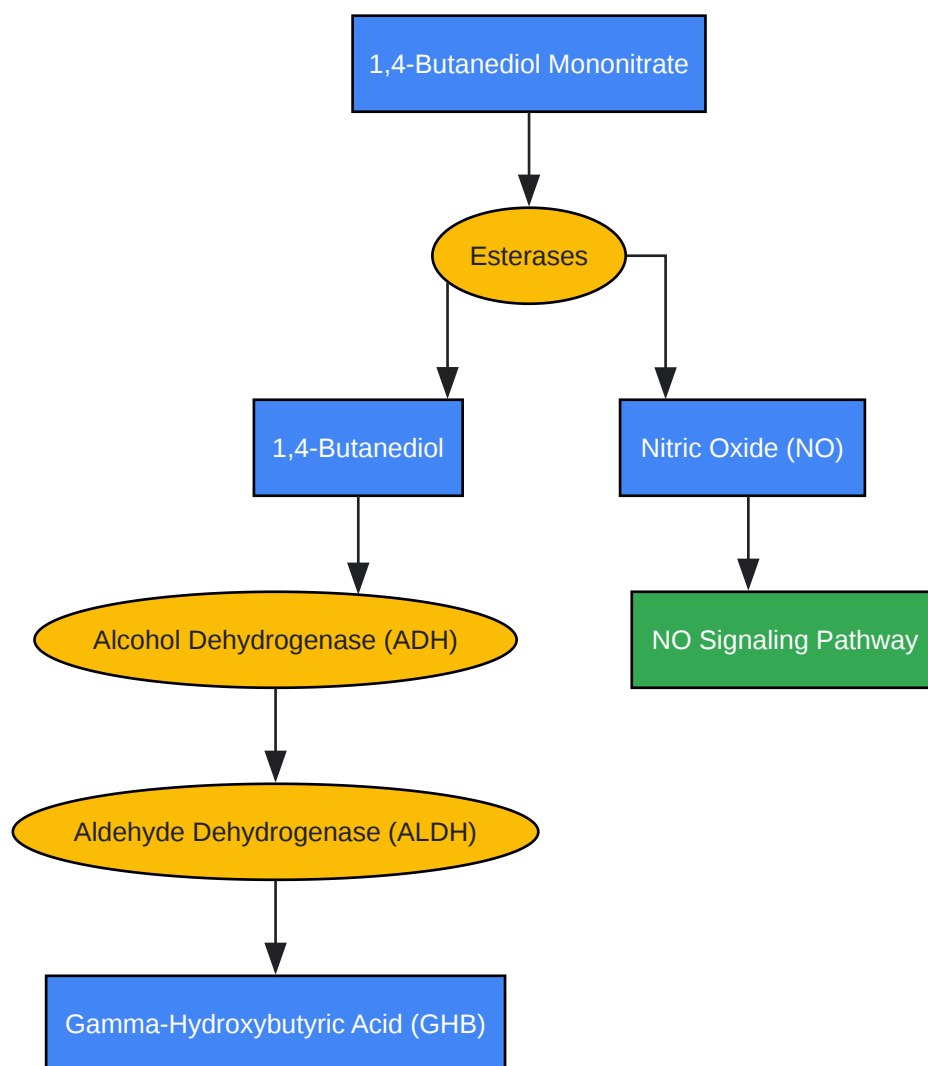 1,4-Butanediol Mononitrate
Esterases
1,4-Butanediol
Nitric Oxide (NO)
Alcohol Dehydrogenase (ADH)
NO Signaling Pathway
Aldehyde Dehydrogenase (ALDH)
Gamma-Hydroxybutyric Acid (GHB)